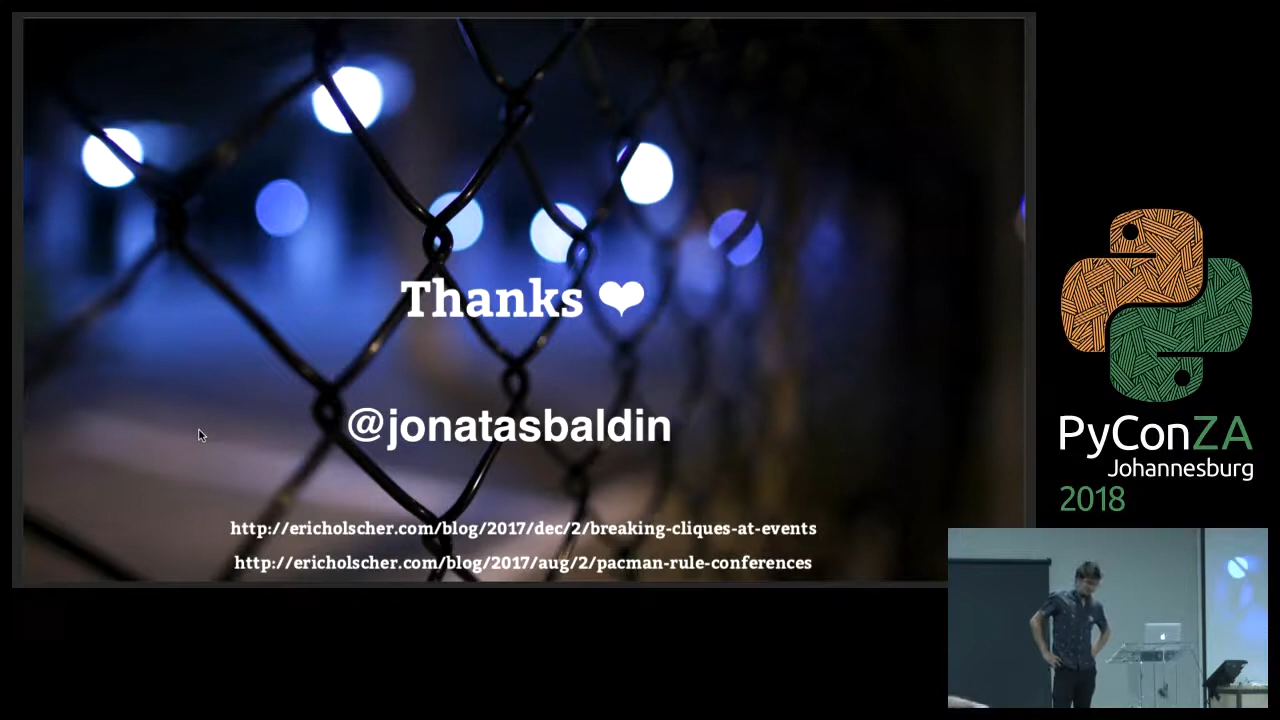 Thanks ❤
@jonatasbaldin
http://ericholscher.com/blog/2017/dec/2/breaking-cliques-at-events
http://ericholscher.com/blog/2017/aug/2/pacman-rule-conferences
PyConZA
Johannesburg
2018